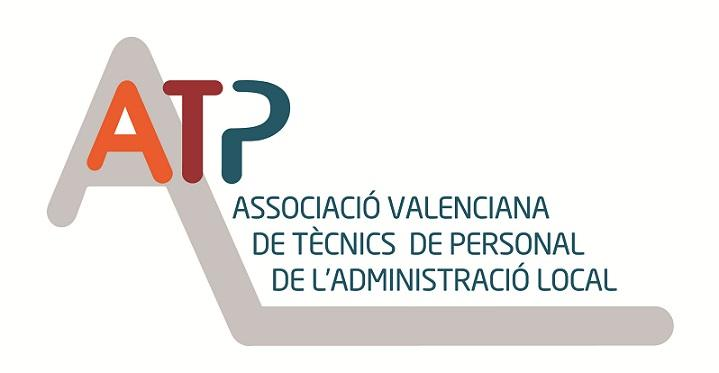 ATP
ASSOCIACIÓ VALENCIANA
DE TÈCNICS DE PERSONAL
DE L'ADMINISTRACIÓ LOCAL